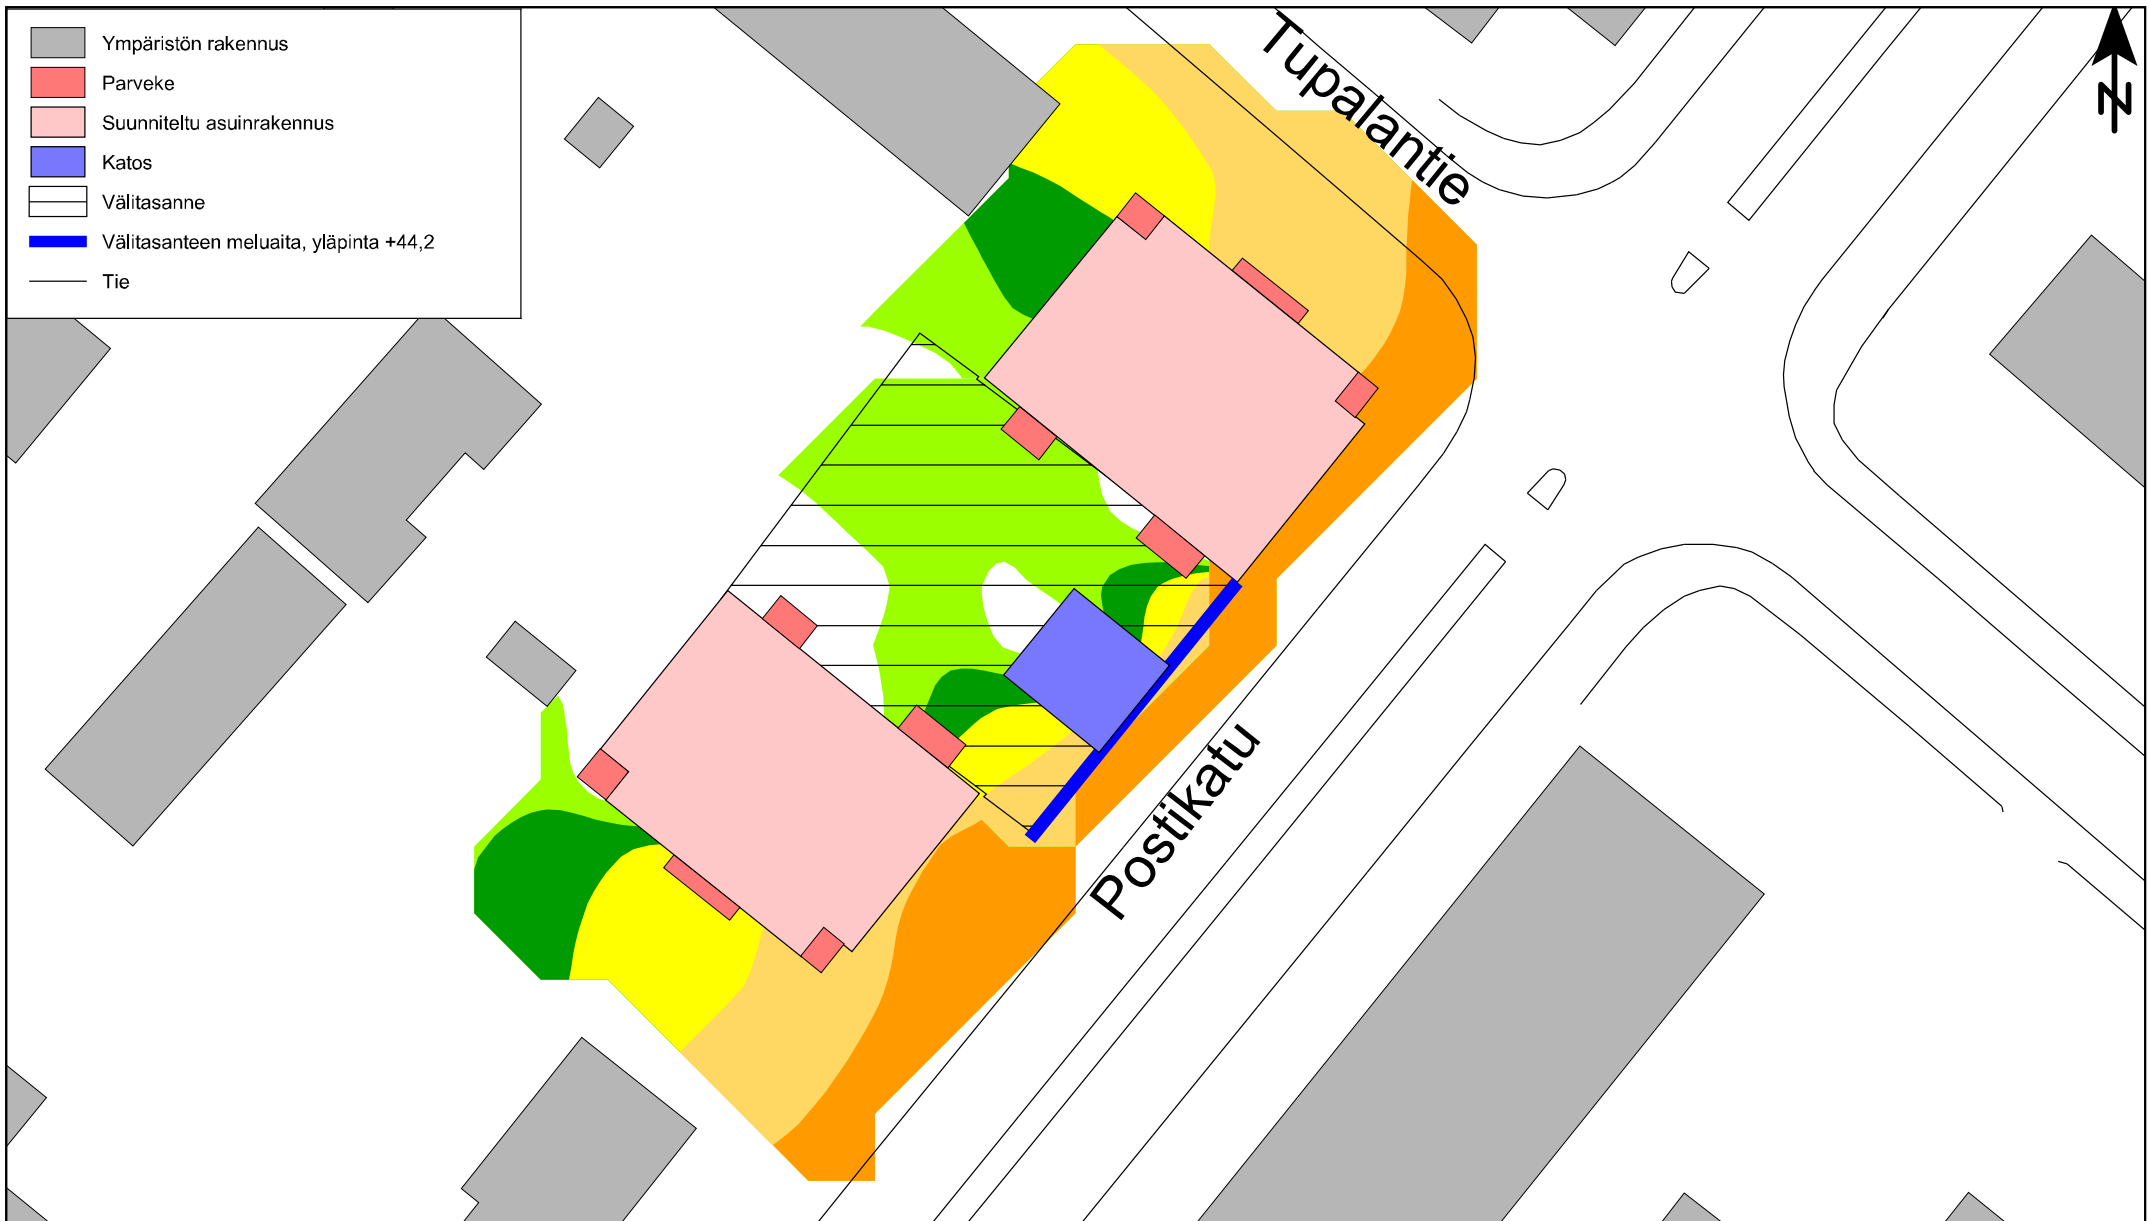 Ympäristön rakennus
Parveke
Suunniteltu asuinrakennus
Katos
Välitasanne
Välitasanteen meluaita, yläpinta +44,2
Tie
Tupalantie
N
Postikatu